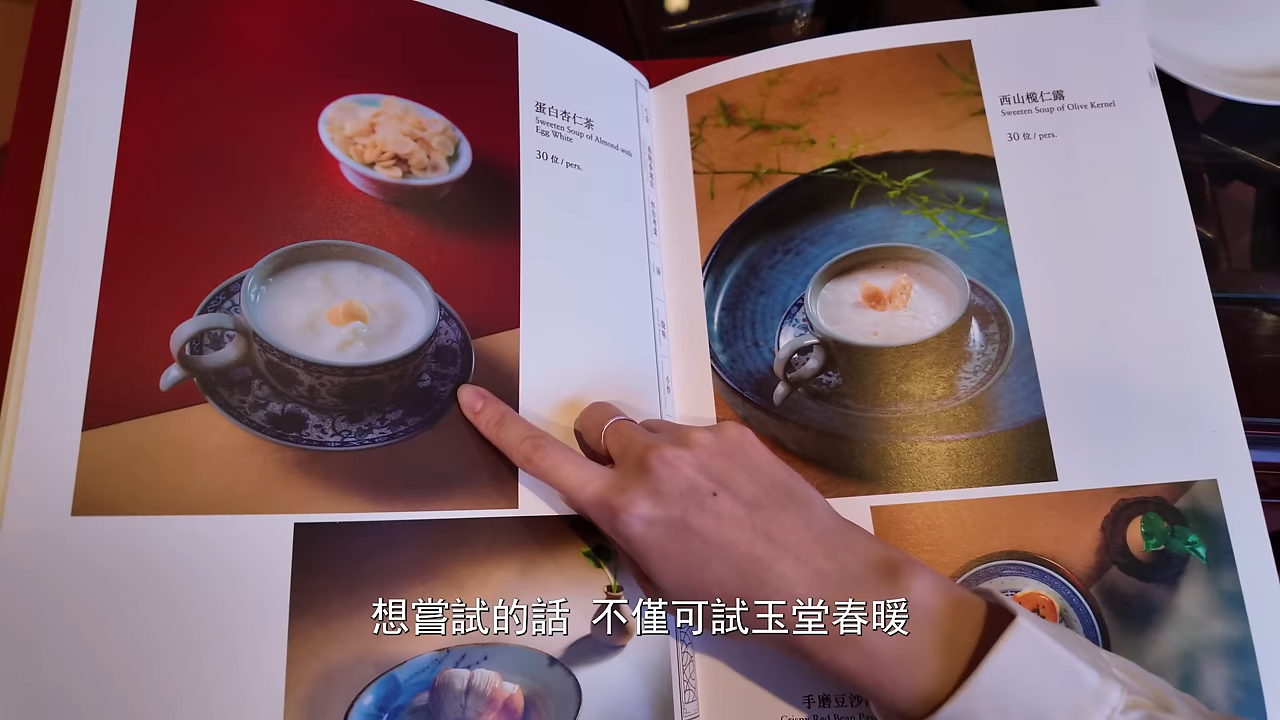 蛋白杏仁茶
Sweeten Soup of Almond with
Egg White
30 位 / pers.
西山榄仁露
Sweeten Soup of Olive Kernel
30 位 / pers.
想嘗試的話 不僅可試玉堂春暖
手磨豆沙
Crispy Red Bean